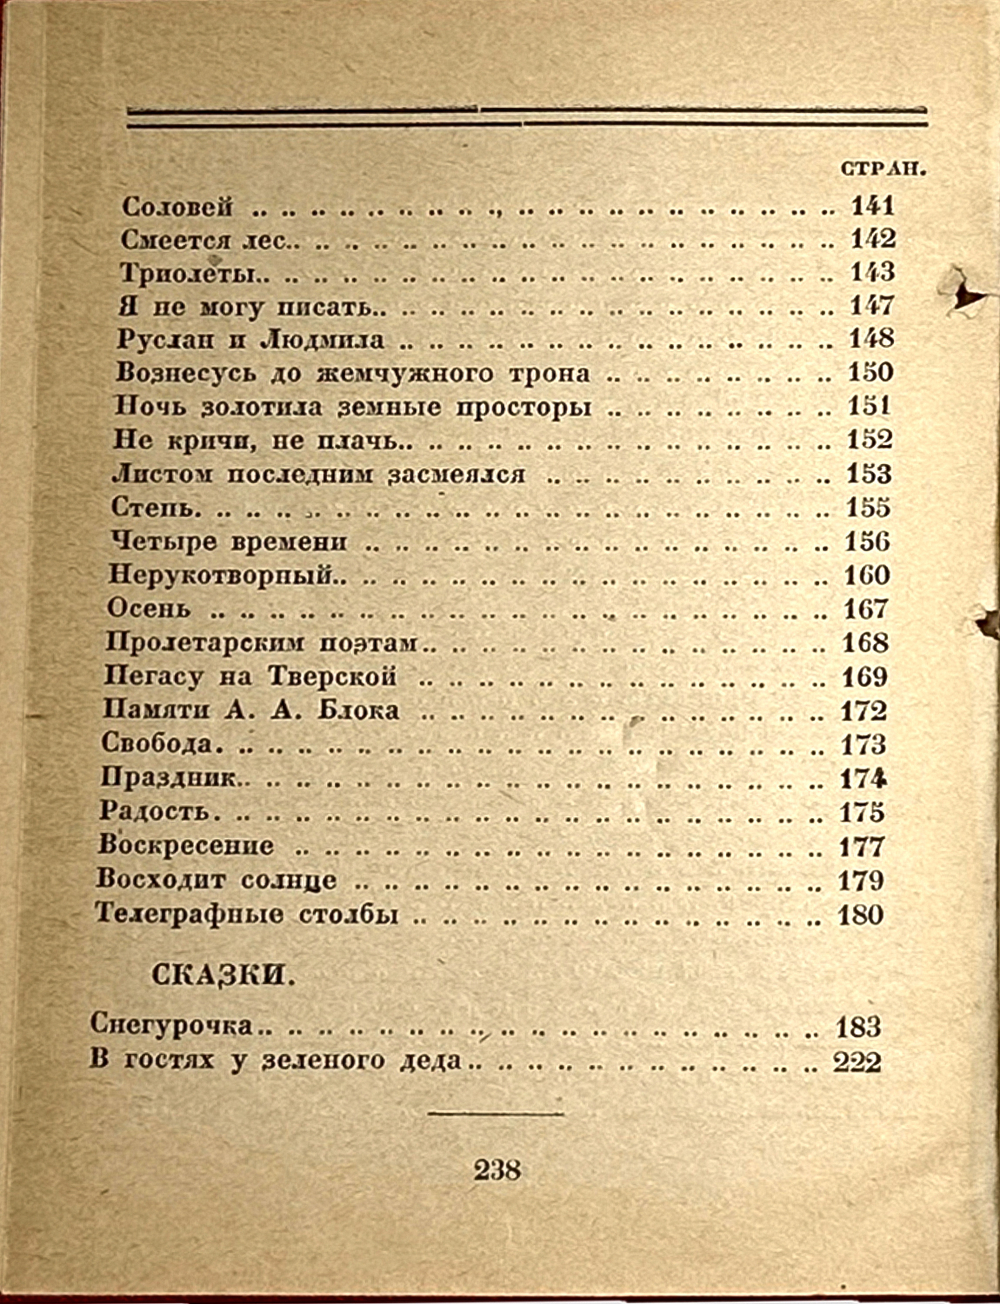 СТРАН.
Соловей .. .. .. .. .. .. .. .. .. .. .. .. .. .. .. .. .. .. .. .. 141
Смеется лес.. .. .. .. .. .. .. .. .. .. .. .. .. .. .. .. .. .. .. 142
Триолеты.. .. .. .. .. .. .. .. .. .. .. .. .. .. .. .. .. .. .. .. 143
Я не могу писать.. .. .. .. .. .. .. .. .. .. .. .. .. .. .. .. 147
Руслан и Людмила .. .. .. .. .. .. .. .. .. .. .. .. .. .. .. 148
Вознесусь до жемчужного трона .. .. .. .. .. .. .. .. 150
Ночь золотила земные просторы .. .. .. .. .. .. .. .. 151
Не кричи, не плачь.. .. .. .. .. .. .. .. .. .. .. .. .. .. .. 152
Листом последним засмеялся .. .. .. .. .. .. .. .. .. .. 153
Степь. .. .. .. .. .. .. .. .. .. .. .. .. .. .. .. .. .. .. .. .. .. 155
Четыре времени .. .. .. .. .. .. .. .. .. .. .. .. .. .. .. .. 156
Нерукотворный.. .. .. .. .. .. .. .. .. .. .. .. .. .. .. .. .. 160
Осень .. .. .. .. .. .. .. .. .. .. .. .. .. .. .. .. .. .. .. .. .. 167
Пролетарским поэтам.. .. .. .. .. .. .. .. .. .. .. .. .. .. 168
Пегасу на Тверской .. .. .. .. .. .. .. .. .. .. .. .. .. .. 169
Памяти А. А. Блока .. .. .. .. .. .. .. .. .. .. .. .. .. .. 172
Свобода. .. .. .. .. .. .. .. .. .. .. .. .. .. .. .. .. .. .. .. .. 173
Праздник.. .. .. .. .. .. .. .. .. .. .. .. .. .. .. .. .. .. .. .. 174
Радость. .. .. .. .. .. .. .. .. .. .. .. .. .. .. .. .. .. .. .. .. 175
Воскресение .. .. .. .. .. .. .. .. .. .. .. .. .. .. .. .. .. .. 177
Восходит солнце .. .. .. .. .. .. .. .. .. .. .. .. .. .. .. .. 179
Телеграфные столбы .. .. .. .. .. .. .. .. .. .. .. .. .. .. 180
СКАЗКИ.
Снегурочка.. .. .. .. .. .. .. .. .. .. .. .. .. .. .. .. .. .. .. 183
В гостях у зеленого деда.. .. .. .. .. .. .. .. .. .. .. .. 222
238